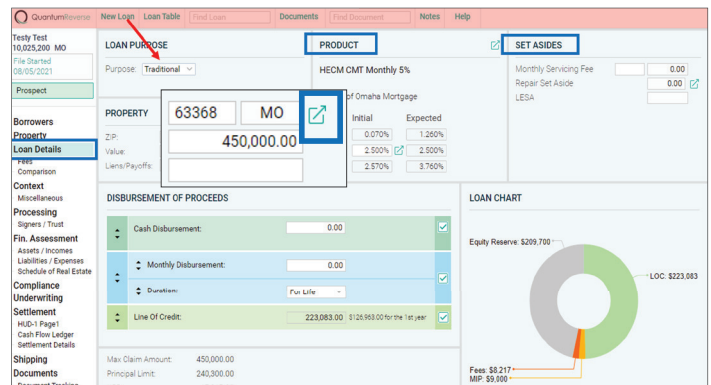 QuantumReverse New Loan Loan Table Find Loan Documents Find Document Notes Help
Testy Test
10,025,200 MO
File Started
08/05/2021
Prospect
Borrowers
Property
Loan Details
Fees
Comparison
Context
Miscellaneous
Processing
Signers / Trust
Fin. Assessment
Assets / Incomes
Liabilities / Expenses
Schedule of Real Estate
Compliance
Underwriting
Settlement
HUD-1 Page1
Cash Flow Ledger
Settlement Details
Shipping
Documents
Document Tracking
LOAN PURPOSE
Purpose: Traditional
PROPERTY
ZIP:
Value:
Liens/Payoffs:
63368 MO
450,000.00
PRODUCT
HECM CMT Monthly 5%
of Omaha Mortgage
Initial Expected
0.070% 1.260%
2.500% 2.500%
2.570% 3.760%
SET ASIDES
Monthly Servicing Fee 0.00
Repair Set Aside 0.00
LESA
DISBURSEMENT OF PROCEEDS
Cash Disbursement: 0.00
Monthly Disbursement: 0.00
Duration: For Life
Line Of Credit: 223,083.00 $126,963.00 for the 1st year
Max Claim Amount: 450,000.00
Principal Limit: 240,300.00
LOAN CHART
Equity Reserve: $209,700
LOC: $223,083
Fees: $8,217
MIP: $9,000